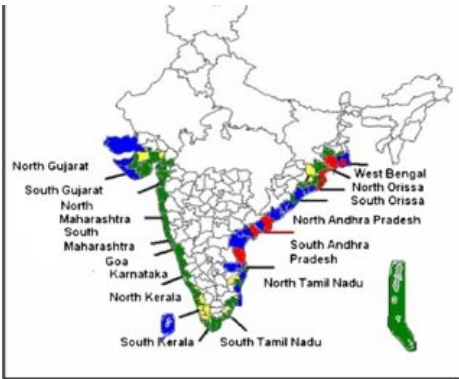 North Gujarat
South Gujarat
North
Maharashtra
South
Maharashtra
Goa
Karnataka
North Kerala
South Kerala
South Tamil Nadu
West Bengal
North Orissa
South Orissa
North Andhra Pradesh
South Andhra
Pradesh
North Tamil Nadu